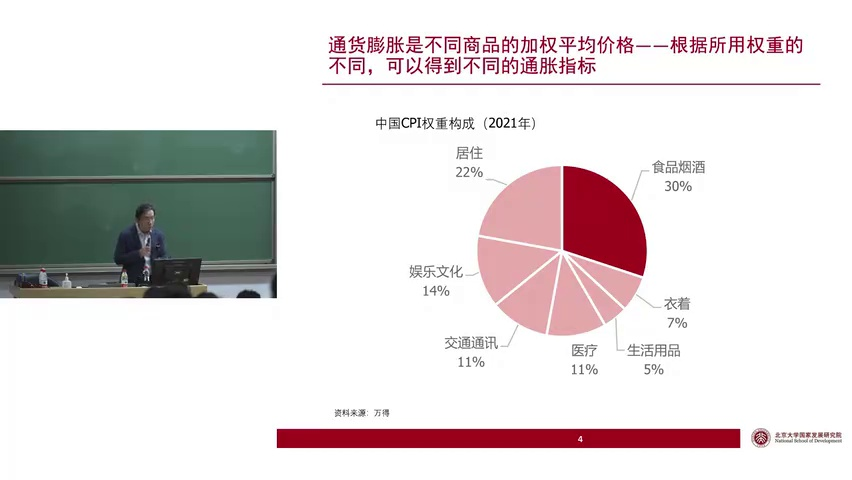 通货膨胀是不同商品的加权平均价格——根据所用权重的
不同，可以得到不同的通胀指标
中国CPI权重构成（2021年）
居住
22%
食品烟酒
30%
娱乐文化
14%
衣着
7%
交通通讯
11%
医疗
11%
生活用品
5%
资料来源：万得
4
北京大学国家发展研究院
National School of Development